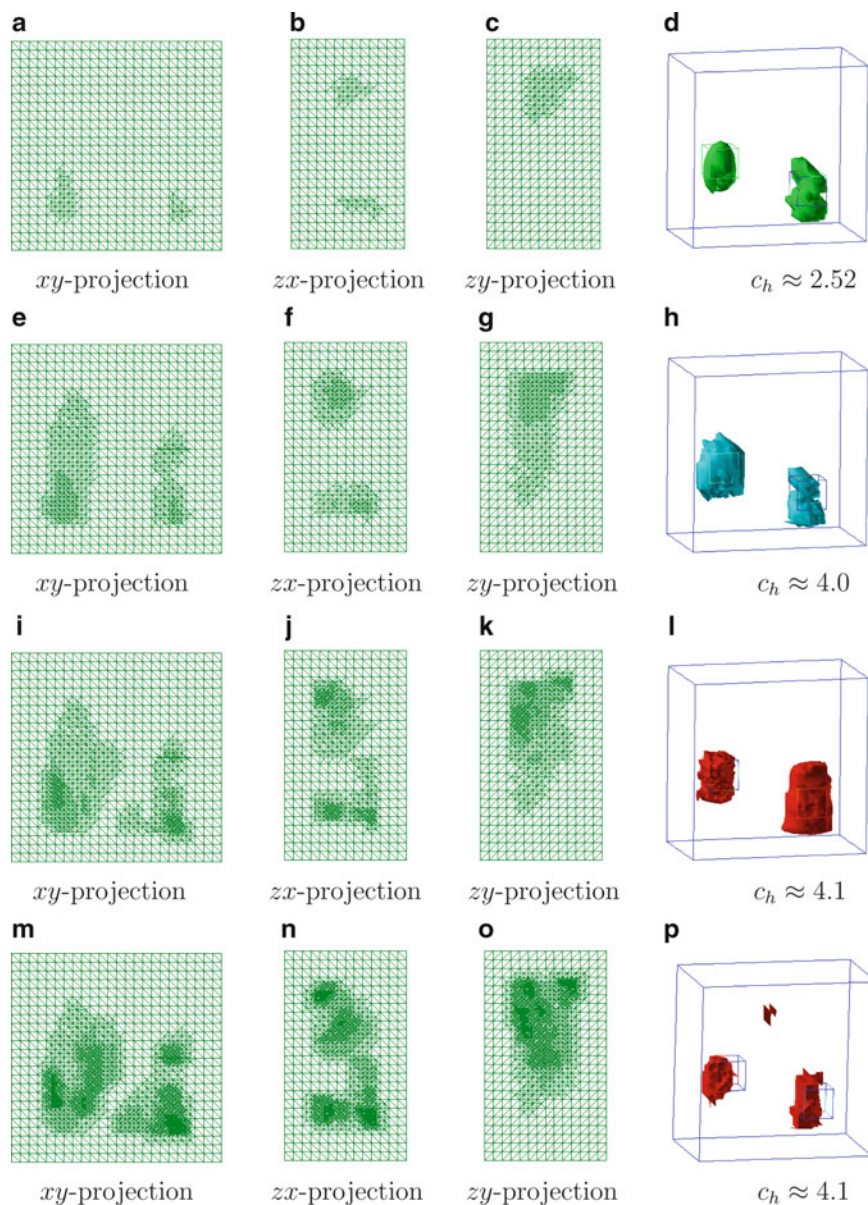 a b c d
xy-projection zx-projection zy-projection c_h ≈ 2.52
e f g h
xy-projection zx-projection zy-projection c_h ≈ 4.0
i j k l
xy-projection zx-projection zy-projection c_h ≈ 4.1
m n o p
xy-projection zx-projection zy-projection c_h ≈ 4.1